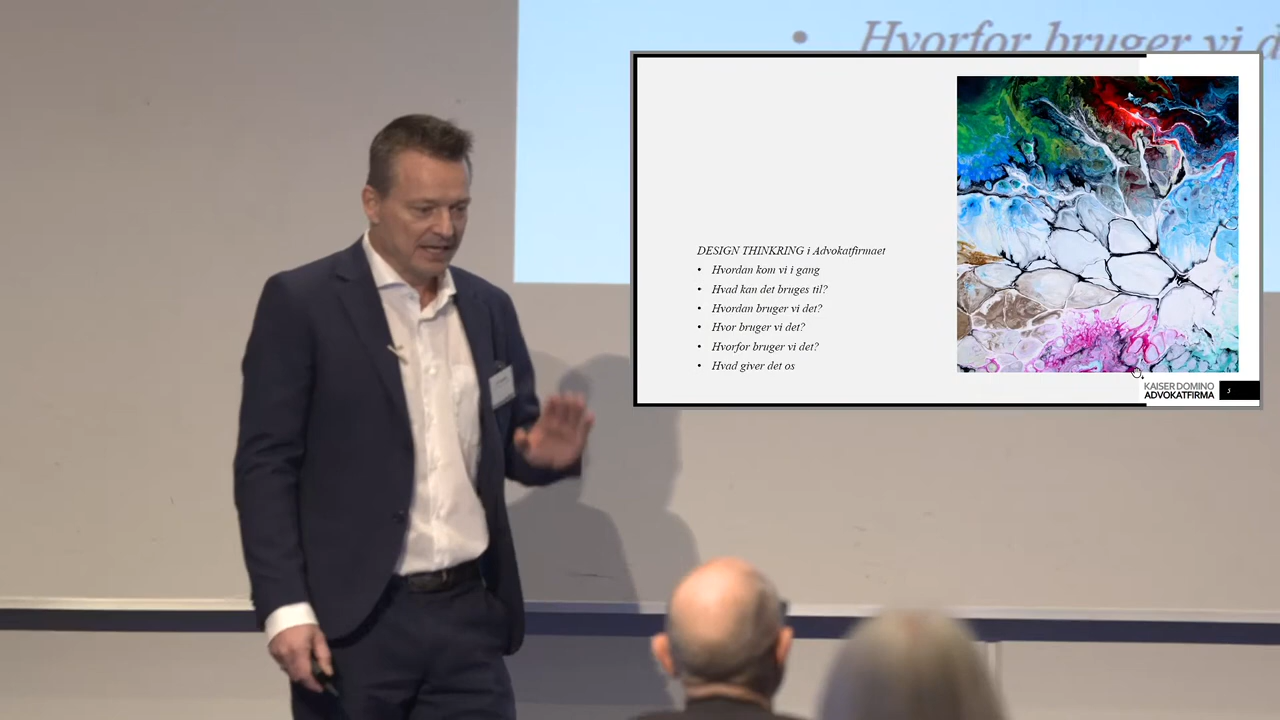 • Hvorfor bruger vi d
DESIGN THINKRING i Advokatfirmaet
• Hvordan kom vi i gang
• Hvad kan det bruges til?
• Hvordan bruger vi det?
• Hvor bruger vi det?
• Hvorfor bruger vi det?
• Hvad giver det os
KAISER DOMINO
ADVOKATFIRMA
5